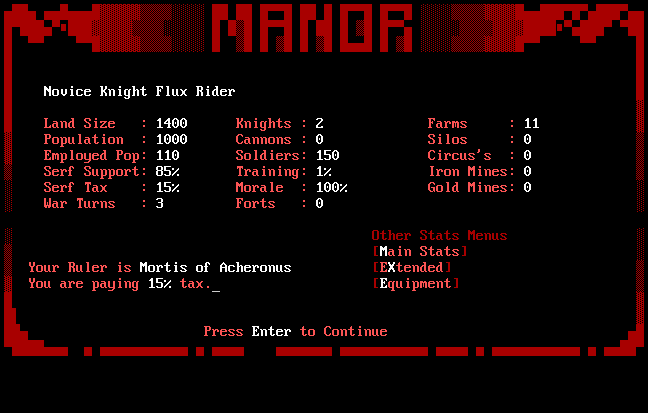 MANOR
Novice Knight Flux Rider
Land Size : 1400 Knights : 2 Farms : 11
Population : 1000 Cannons : 0 Silos : 0
Employed Pop: 110 Soldiers: 150 Circus's : 0
Serf Support: 85% Training: 1% Iron Mines: 0
Serf Tax : 15% Morale : 100% Gold Mines: 0
War Turns : 3 Forts : 0
Other Stats Menus
[Main Stats]
Your Ruler is Mortis of Acheronus [EXtended]
You are paying 15% tax._ [Equipment]
Press Enter to Continue